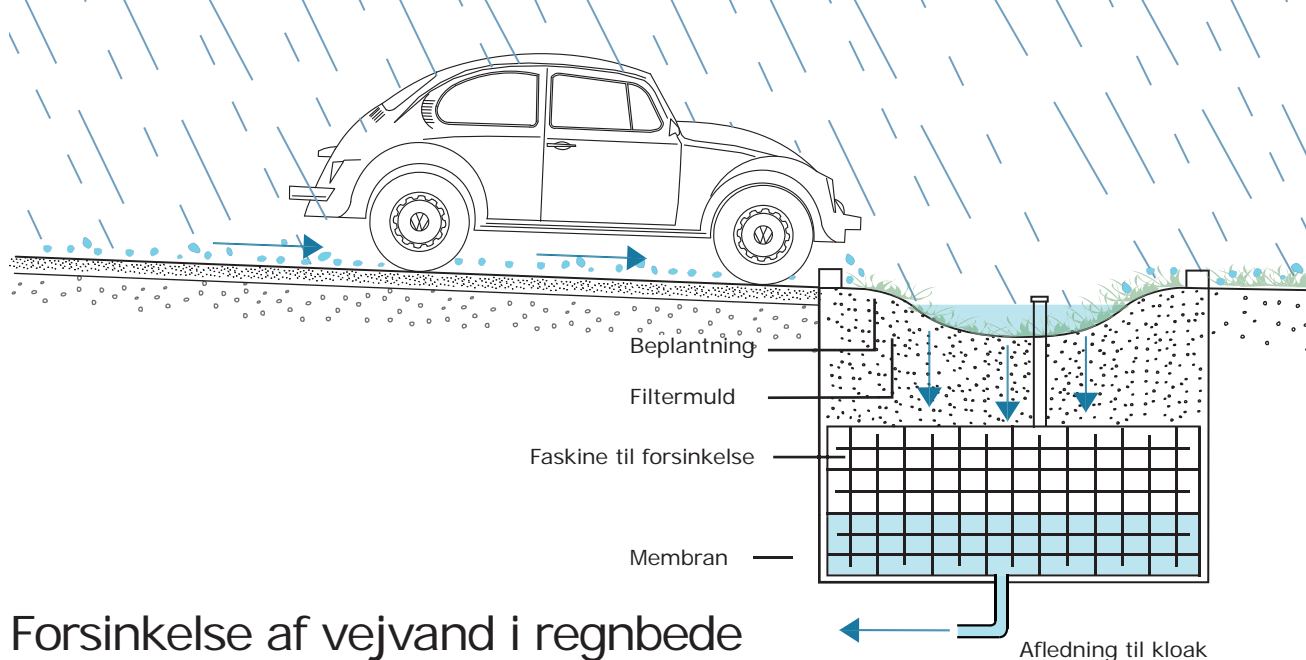 Beplantning
Filtermuld
Faskine til forsinkelse
Membran
Forsinkelse af vejvand i regnbede
Afledning til kloak